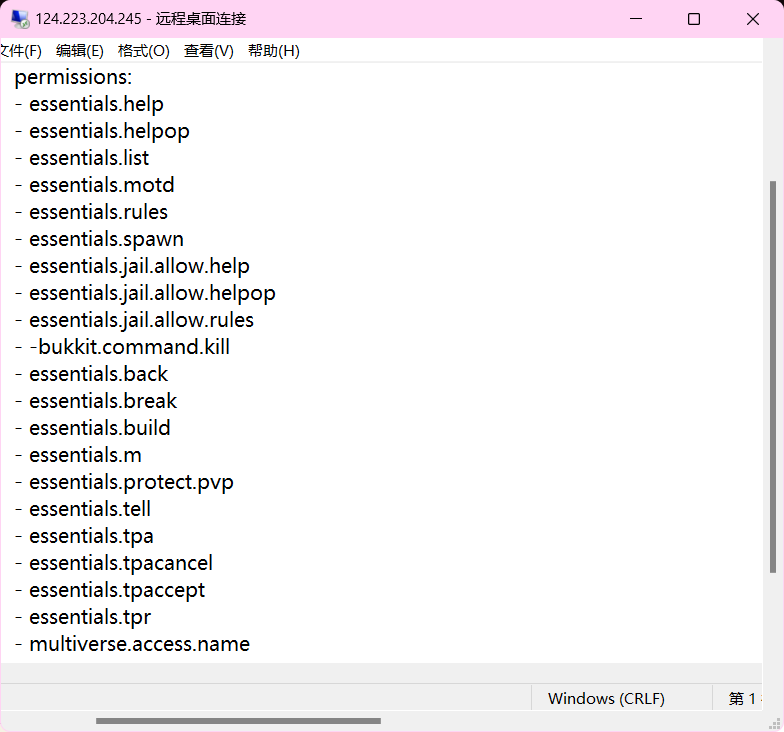 124.223.204.245 - 远程桌面连接
文件(F) 编辑(E) 格式(O) 查看(V) 帮助(H)
permissions:
- essentials.help
- essentials.helpop
- essentials.list
- essentials.motd
- essentials.rules
- essentials.spawn
- essentials.jail.allow.help
- essentials.jail.allow.helpop
- essentials.jail.allow.rules
- -bukkit.command.kill
- essentials.back
- essentials.break
- essentials.build
- essentials.m
- essentials.protect.pvp
- essentials.tell
- essentials.tpa
- essentials.tpacancel
- essentials.tpaccept
- essentials.tpr
- multiverse.access.name
Windows (CRLF) 第 1